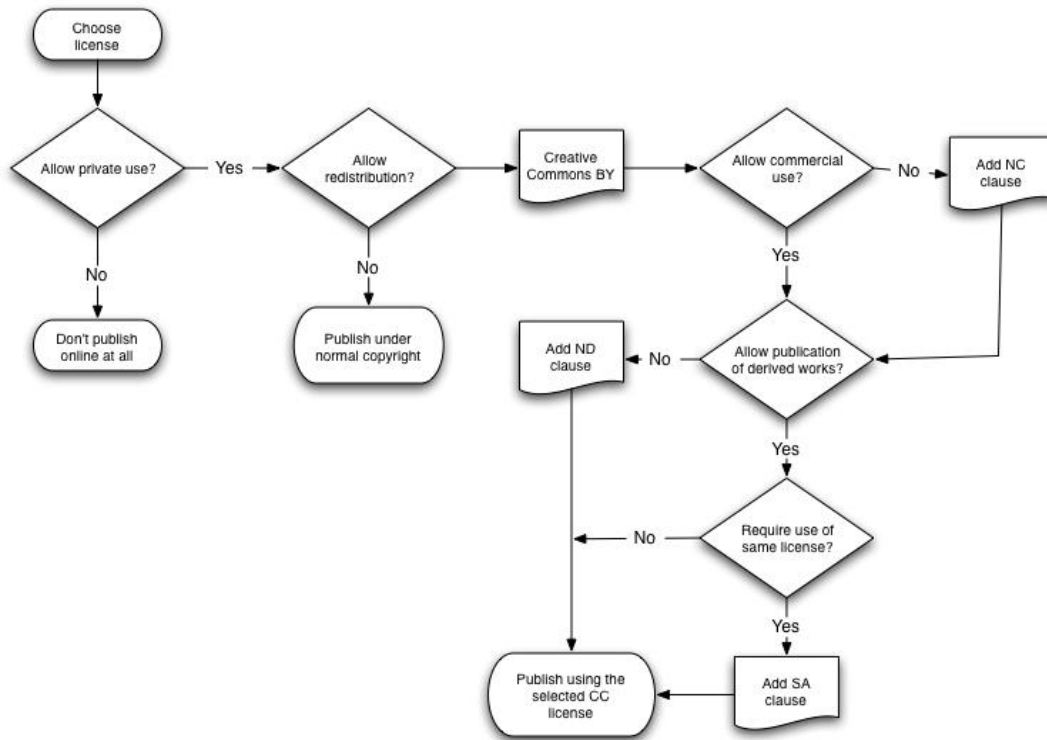 Choose
license
Allow private use?
Yes
Allow
redistribution?
Creative
Commons BY
Allow commercial
use?
No
Add NC
clause
No
No
Yes
Don't publish
online at all
Publish under
normal copyright
Add ND
clause
No
Allow publication
of derived works?
Yes
No
Require use of
same license?
Yes
Publish using the
selected CC
license
Add SA
clause